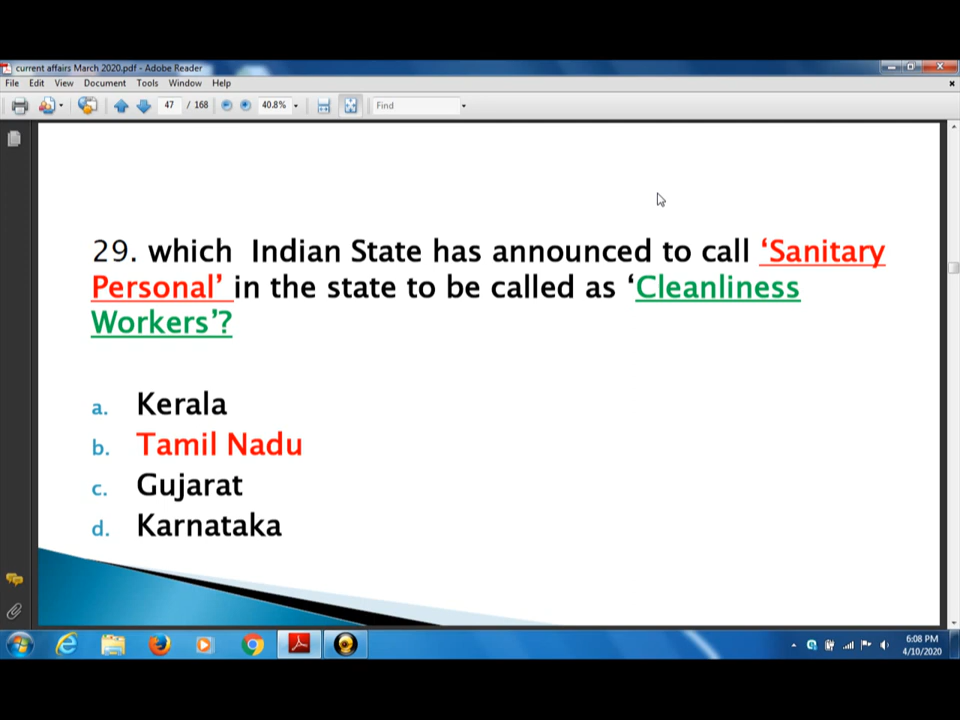 current affairs March 2020.pdf - Adobe Reader
File Edit View Document Tools Window Help
47 / 168 40.8% Find
29. which Indian State has announced to call ‘Sanitary
Personal’ in the state to be called as ‘Cleanliness
Workers’?
a. Kerala
b. Tamil Nadu
c. Gujarat
d. Karnataka
6:08 PM
4/10/2020